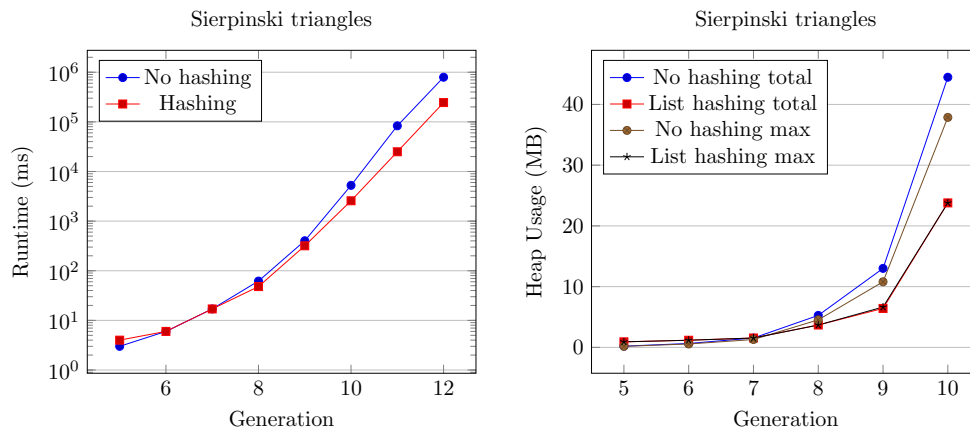 Sierpinski triangles
10^6
10^5
10^4
10^3
10^2
10^1
10^0
Runtime (ms)
No hashing
Hashing
6 8 10 12
Generation
Sierpinski triangles
40
30
20
10
0
Heap Usage (MB)
No hashing total
List hashing total
No hashing max
List hashing max
5 6 7 8 9 10
Generation